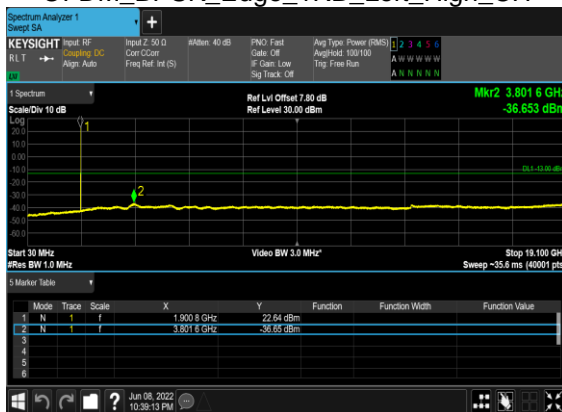 Spectrum Analyzer 1
Swept SA
+
KEYSIGHT
Input: RF
Coupling: DC
Align: Auto
Input Z: 50 Ω
Corr CCorr
Freq Ref: Int (S)
#Atten: 40 dB
PNO: Fast
Gate: Off
IF Gain: Low
Sig Track: Off
Avg Type: Power (RMS)
Avg|Hold: 100/100
Trig: Free Run
1 2 3 4 5 6
A W W W W W
A N N N N N
R L T
LU
1 Spectrum
Scale/Div 10 dB
Ref Lvl Offset 7.80 dB
Ref Level 30.00 dBm
Mkr2 3.801 6 GHz
-36.653 dBm
Log
20.0
10.0
0.00
-10.0
-20.0
-30.0
-40.0
-50.0
-60.0
1
2
DL1 -13.00 dB
Start 30 MHz
#Res BW 1.0 MHz
Video BW 3.0 MHz*
Stop 19.100 GH
Sweep ~35.6 ms (40001 pts
5 Marker Table
Mode Trace Scale X Y Function Function Width Function Value
1 N 1 f 1.900 8 GHz 22.64 dBm
2 N 1 f 3.801 6 GHz -36.65 dBm
3
4
5
6
?
Jun 08, 2022
10:39:13 PM